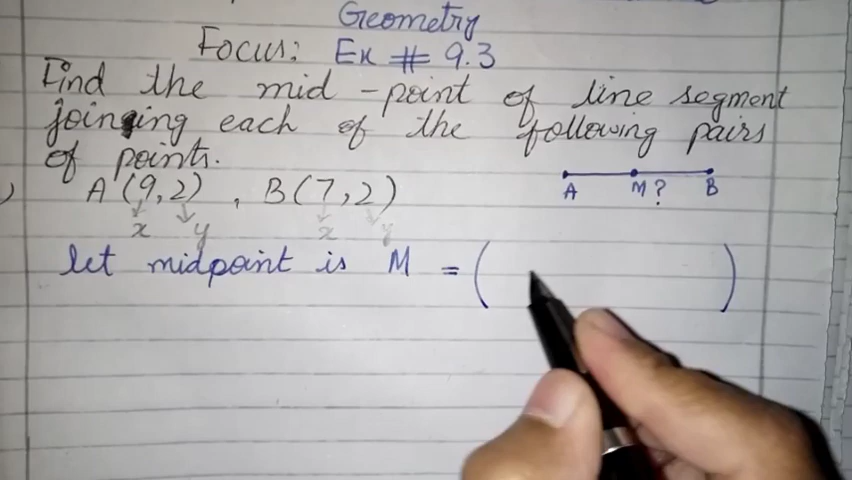 Geometry
Focus: Ex # 9.3
Find the mid-point of line segment
joining each of the following pairs
of points.
) A (9,2) , B (7,2)
A M? B
x y x y
let midpoint is M = ( )